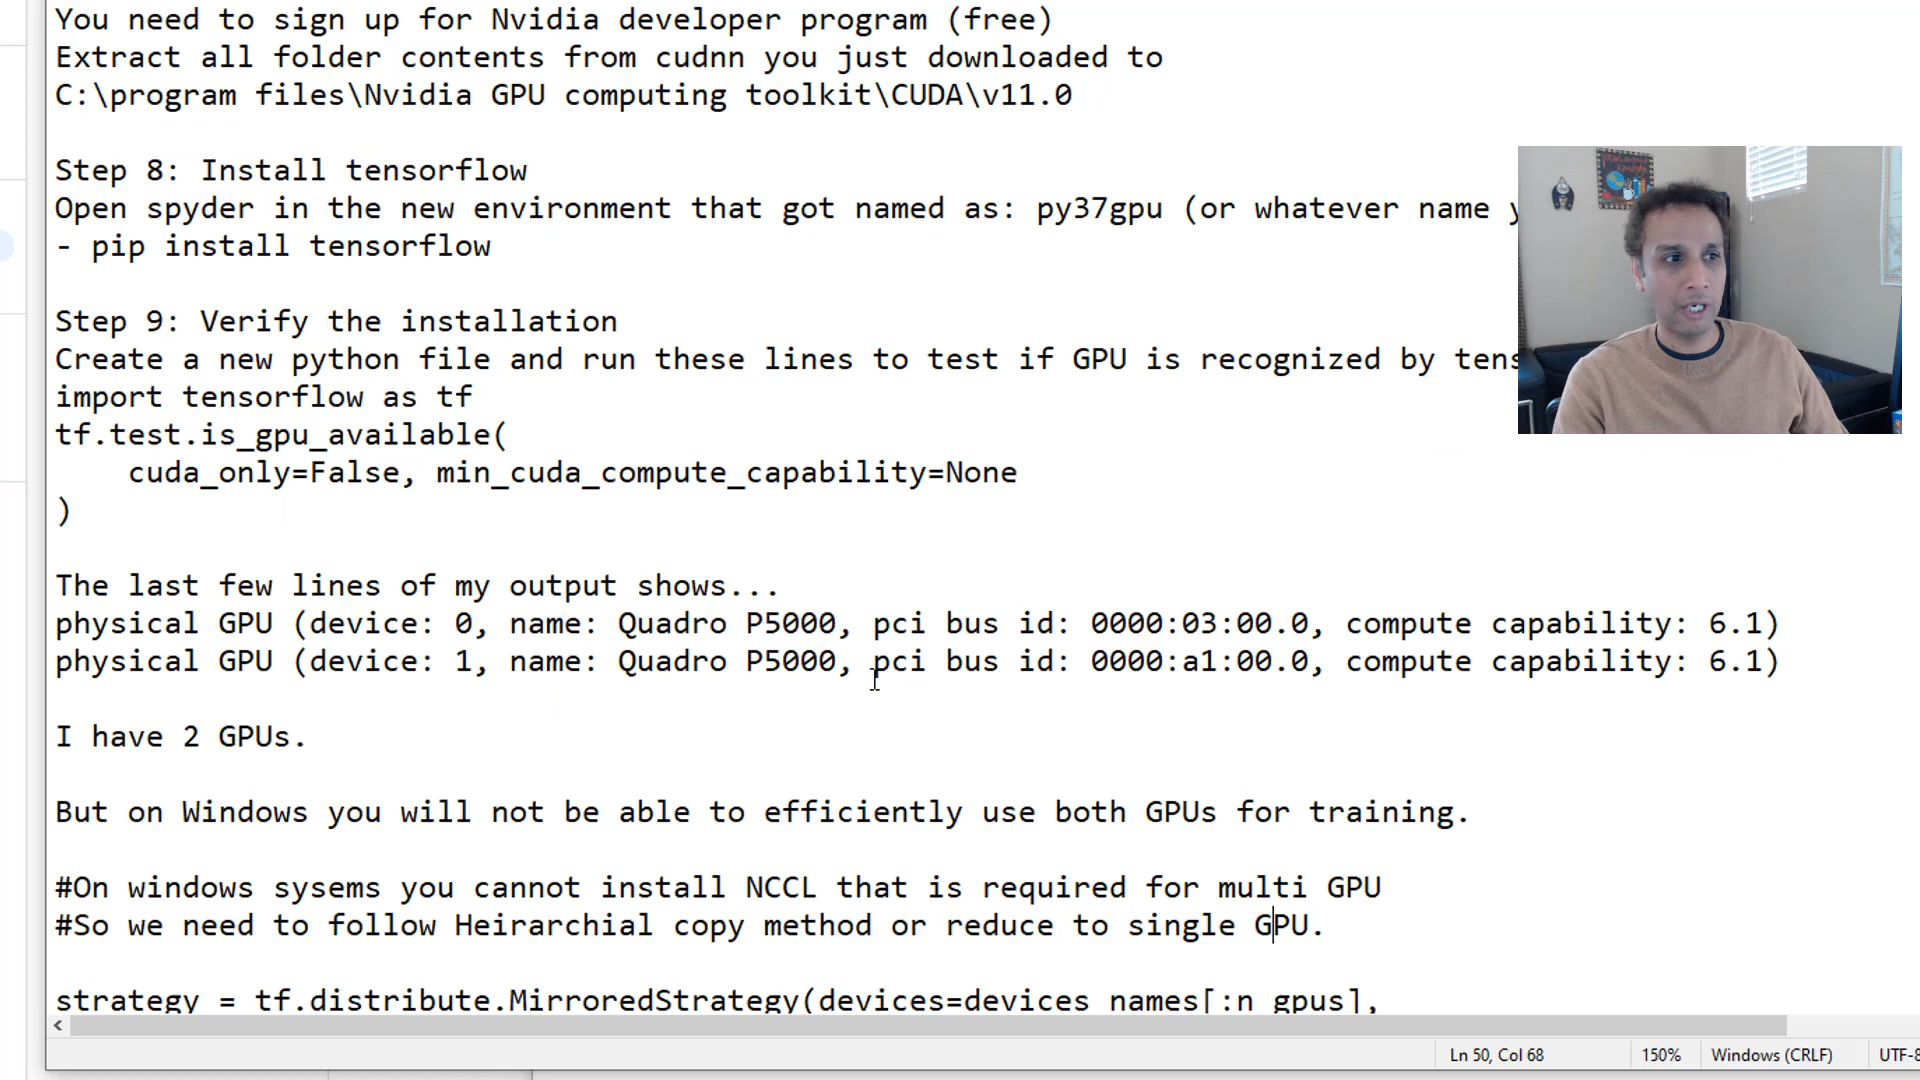 You need to sign up for Nvidia developer program (free)
Extract all folder contents from cudnn you just downloaded to
C:\program files\Nvidia GPU computing toolkit\CUDA\v11.0
Step 8: Install tensorflow
Open spyder in the new environment that got named as: py37gpu (or whatever name
- pip install tensorflow
Step 9: Verify the installation
Create a new python file and run these lines to test if GPU is recognized by tens
import tensorflow as tf
tf.test.is_gpu_available(
    cuda_only=False, min_cuda_compute_capability=None
)
The last few lines of my output shows...
physical GPU (device: 0, name: Quadro P5000, pci bus id: 0000:03:00.0, compute capability: 6.1)
physical GPU (device: 1, name: Quadro P5000, pci bus id: 0000:a1:00.0, compute capability: 6.1)
I have 2 GPUs.
But on Windows you will not be able to efficiently use both GPUs for training.
#On windows sysems you cannot install NCCL that is required for multi GPU
#So we need to follow Heirarchial copy method or reduce to single GPU.
strategy = tf.distribute.MirroredStrategy(devices=devices_names[:n_gpus],
Ln 50, Col 68 150% Windows (CRLF) UTF-8